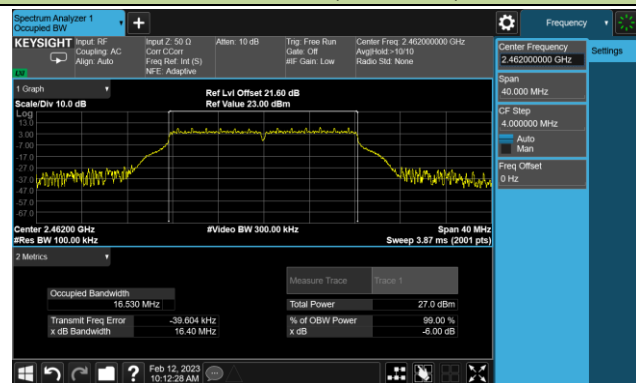 Spectrum Analyzer 1
Occupied BW
Frequency
KEYSIGHT
Input: RF
Coupling: AC
Align: Auto
Input Z: 50 Ω
Corr CCorr
Freq Ref: Int (S)
NFE: Adaptive
Atten: 10 dB
Trig: Free Run
Gate: Off
#IF Gain: Low
Center Freq: 2.462000000 GHz
Avg|Hold:>10/10
Radio Std: None
Center Frequency
2.462000000 GHz
Settings
Span
40.000 MHz
CF Step
4.000000 MHz
Auto
Man
Freq Offset
0 Hz
1 Graph
Scale/Div 10.0 dB
Ref Lvl Offset 21.60 dB
Ref Value 23.00 dBm
Log
13.0
3.00
-7.00
-17.0
-27.0
-37.0
-47.0
-57.0
-67.0
Center 2.46200 GHz
#Res BW 100.00 kHz
#Video BW 300.00 kHz
Span 40 MHz
Sweep 3.87 ms (2001 pts)
2 Metrics
Measure Trace
Trace 1
Occupied Bandwidth
16.530 MHz
Total Power
27.0 dBm
Transmit Freq Error
-39.604 kHz
% of OBW Power
99.00 %
x dB Bandwidth
16.40 MHz
x dB
-6.00 dB
Feb 12, 2023
10:12:28 AM